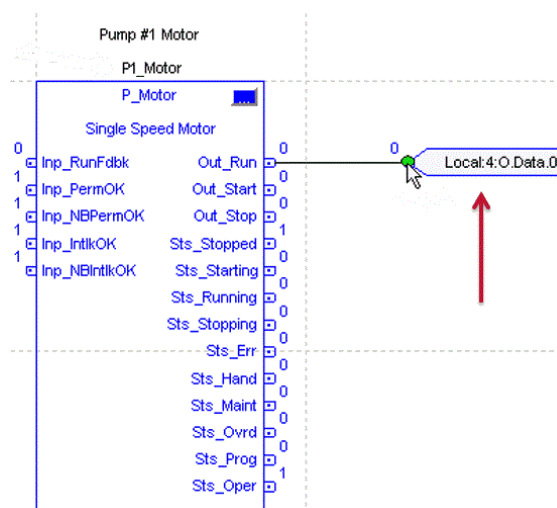 Pump #1 Motor
P1_Motor
P_Motor
Single Speed Motor
0 Inp_RunFdbk Out_Run 0 0 Local:4:O.Data.0
1 Inp_PermOK Out_Start 0
1 Inp_NBPermOK Out_Stop 0
1 Inp_IntlkOK Sts_Stopped 1
1 Inp_NBIntlkOK Sts_Starting 0
Sts_Running 0
Sts_Stopping 0
Sts_Err 0
Sts_Hand 0
Sts_Maint 0
Sts_Ovrd 0
Sts_Prog 0
Sts_Oper 1